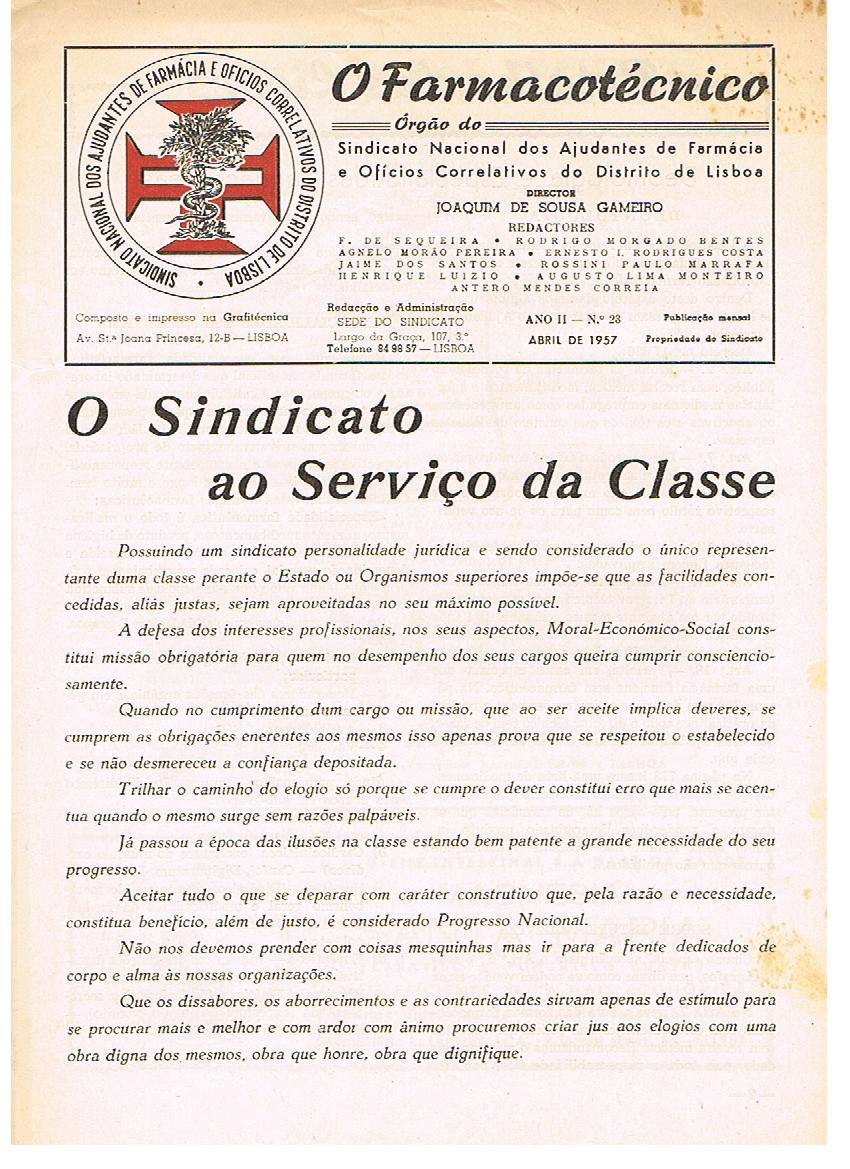 SINDICATO NACIONAL DOS AJUDANTES DE FARMÁCIA E OFICIOS CORRELATIVOS DO DISTRITO DE LISBOA •
O Farmacotécnico
Órgão do
Sindicato Nacional dos Ajudantes de Farmácia
e Ofícios Correlativos do Distrito de Lisboa
DIRECTOR
JOAQUIM DE SOUSA GAMEIRO
REDACTORES
F. DE SEQUEIRA • RODRIGO MORGADO BENTES
AGNELO MORÃO PEREIRA • ERNESTO I. RODRIGUES COSTA
JAIME DOS SANTOS • ROSSINI PAULO MARRAFA
HENRIQUE LUIZIO • AUGUSTO LIMA MONTEIRO
ANTERO MENDES CORREIA
Composto e impresso na Grafitécnica
Av. St.ª Joana Princesa, 12-B — LISBOA
Redacção e Administração
SEDE DO SINDICATO
Largo da Graça, 107, 3.º
Telefone 84 98 57 — LISBOA
ANO II — N.º 23
ABRIL DE 1957
Publicação mensal
Propriedade do Sindicato
O Sindicato
ao Serviço da Classe
Possuindo um sindicato personalidade jurídica e sendo considerado o único represen-
tante duma classe perante o Estado ou Organismos superiores impõe-se que as facilidades con-
cedidas, aliás justas, sejam aproveitadas no seu máximo possível.
A defesa dos interesses profissionais, nos seus aspectos, Moral-Económico-Social cons-
titui missão obrigatória para quem no desempenho dos seus cargos queira cumprir consciencio-
samente.
Quando no cumprimento dum cargo ou missão, que ao ser aceite implica deveres, se
cumprem as obrigações enerentes aos mesmos isso apenas prova que se respeitou o estabelecido
e se não desmereceu a confiança depositada.
Trilhar o caminho do elogio só porque se cumpre o dever constitui erro que mais se acen-
tua quando o mesmo surge sem razões palpáveis.
Já passou a época das ilusões na classe estando bem patente a grande necessidade do seu
progresso.
Aceitar tudo o que se deparar com caráter construtivo que, pela razão e necessidade,
constitua benefício, além de justo, é considerado Progresso Nacional.
Não nos devemos prender com coisas mesquinhas mas ir para a frente dedicados de
corpo e alma às nossas organizações.
Que os dissabores, os aborrecimentos e as contrariedades sirvam apenas de estímulo para
se procurar mais e melhor e com ardor com ânimo procuremos criar jus aos elogios com uma
obra digna dos mesmos, obra que honre, obra que dignifique.